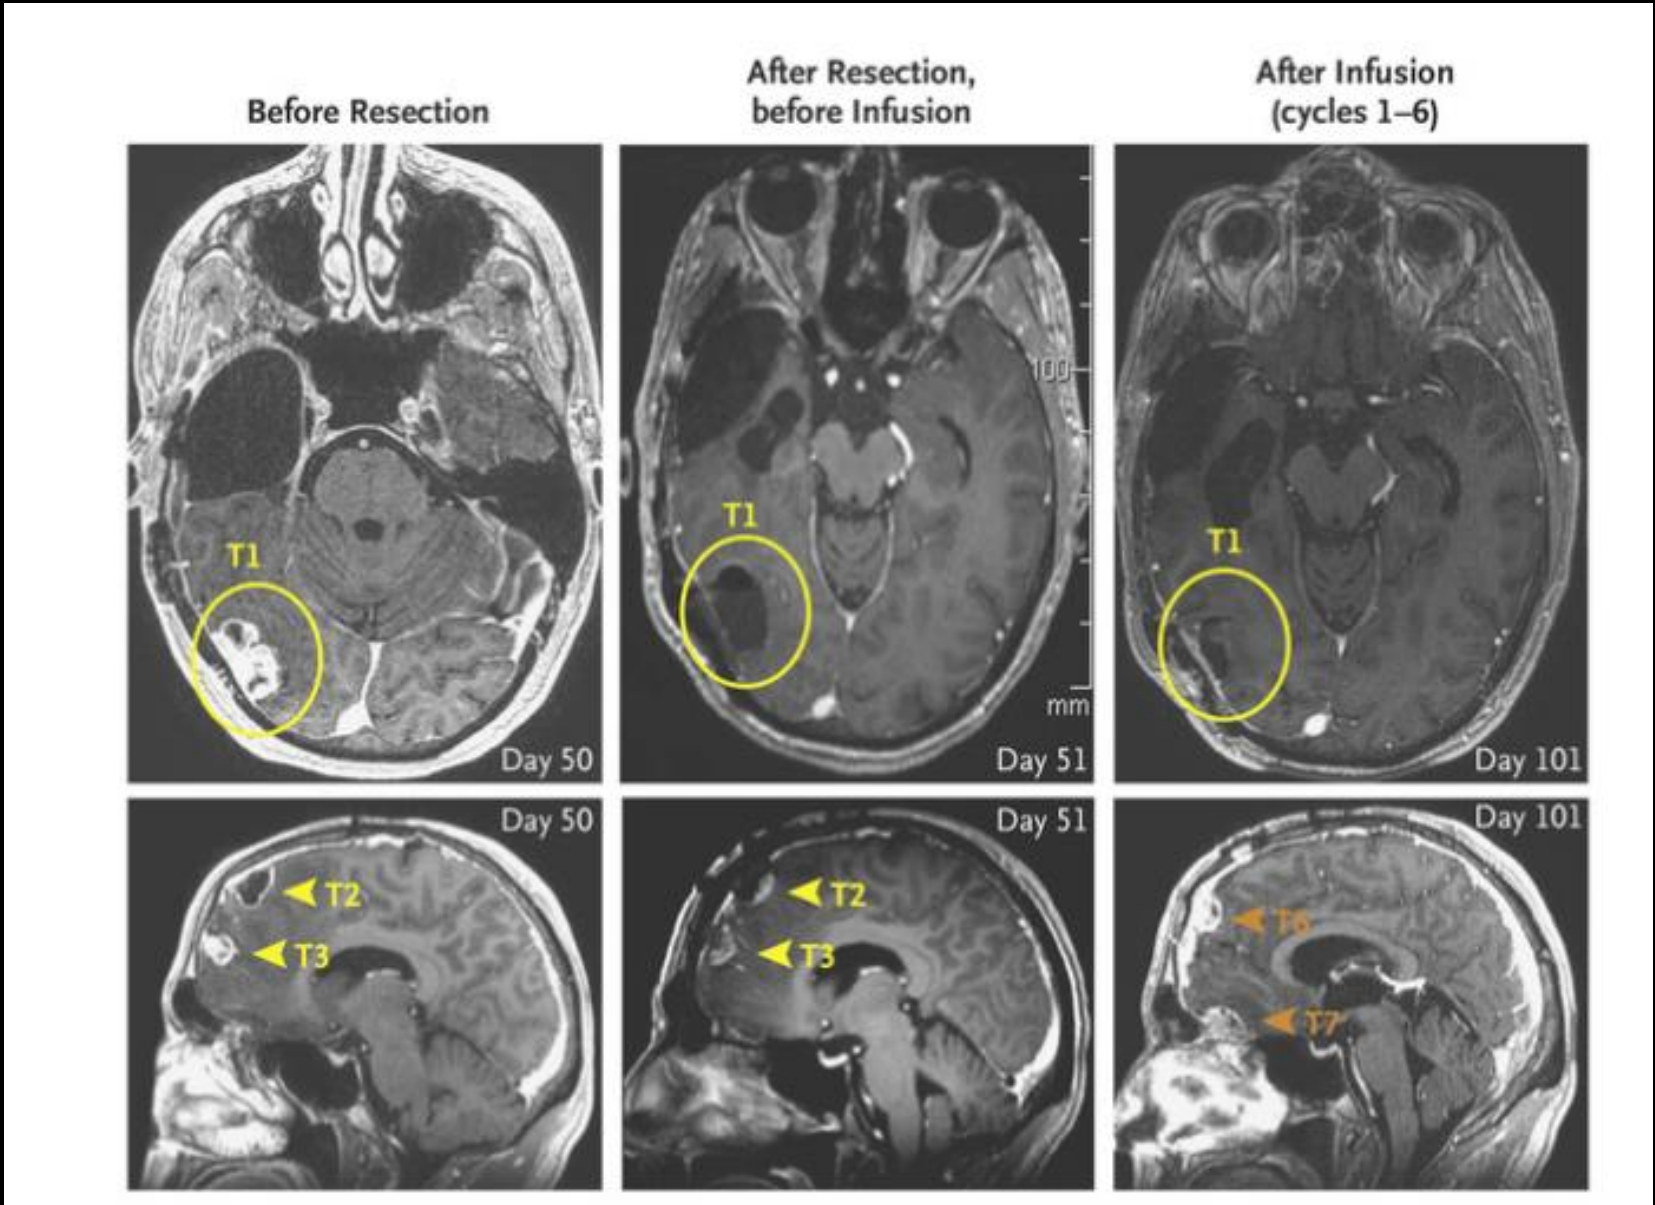 Before Resection
After Resection,
before Infusion
After Infusion
(cycles 1–6)
T1
Day 50
T1
100
mm
Day 51
T1
Day 101
Day 50
T2
T3
Day 51
T2
T3
Day 101
T6
T7